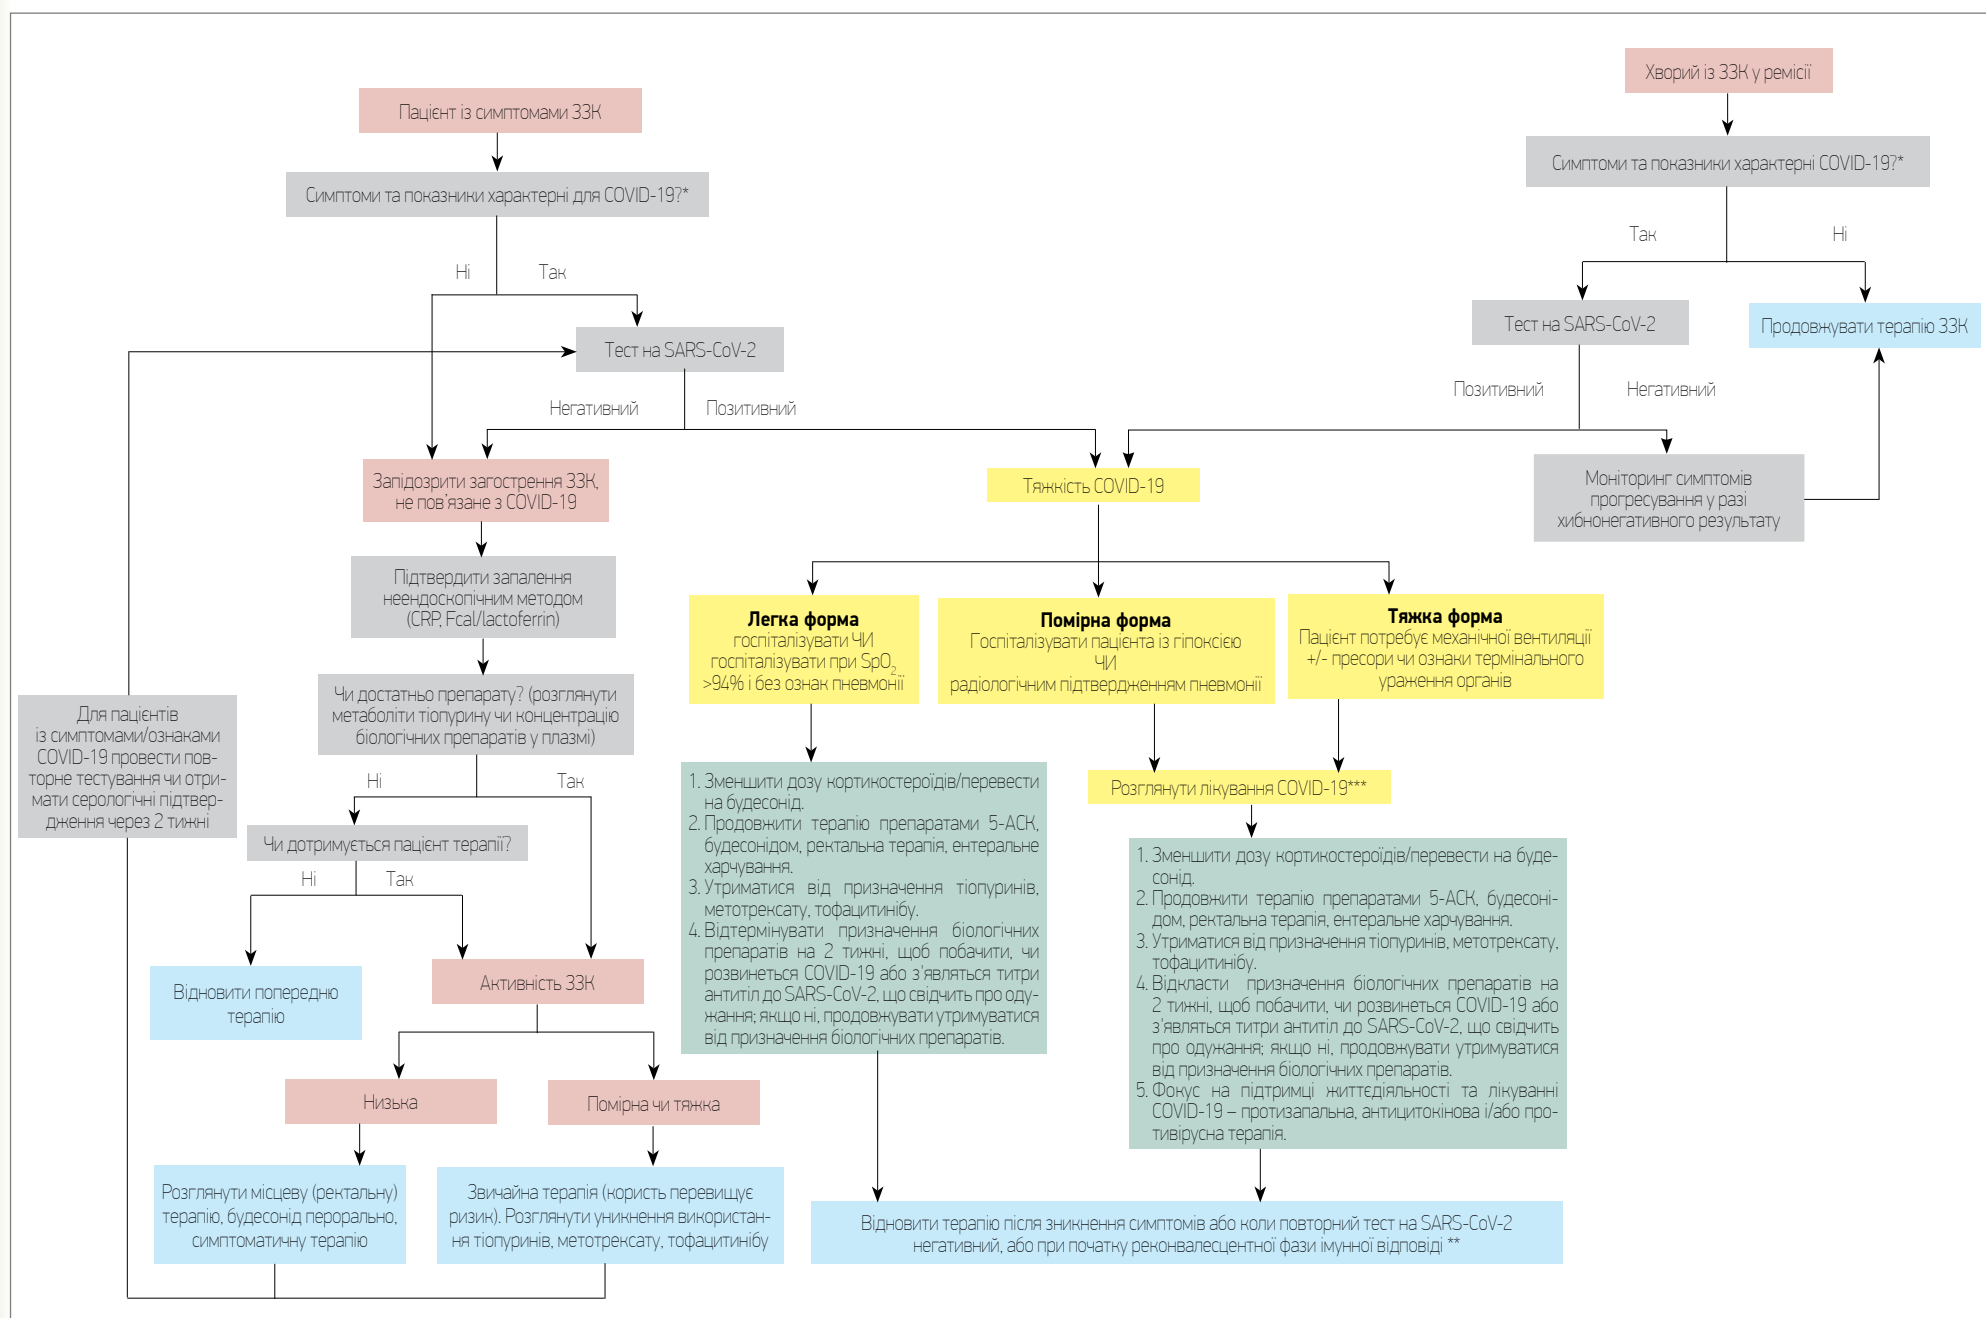 Хворий із ЗЗК у ремісії
Пацієнт із симптомами ЗЗК
Симптоми та показники характерні COVID-19?*
Симптоми та показники характерні для COVID-19?*
Так
Ні
Ні
Так
Тест на SARS-CoV-2
Продовжувати терапію ЗЗК
Тест на SARS-CoV-2
Позитивний
Негативний
Негативний
Позитивний
Запідозрити загострення ЗЗК,
не пов’язане з COVID-19
Тяжкість COVID-19
Моніторинг симптомів
прогресування у разі
хибнонегативного результату
Підтвердити запалення
неендоскопічним методом
(CRP, Fcal/lactoferrin)
Легка форма
госпіталізувати ЧИ
госпіталізувати при SpO2
>94% і без ознак пневмонії
Помірна форма
Госпіталізувати пацієнта із гіпоксією
ЧИ
радіологічним підтвердженням пневмонії
Тяжка форма
Пацієнт потребує механічної вентиляції
+/- пресори чи ознаки термінального
ураження органів
Чи достатньо препарату? (розглянути
метаболіти тіопурину чи концентрацію
біологічних препаратів у плазмі)
Для пацієнтів
із симптомами/ознаками
COVID-19 провести пов-
торне тестування чи отри-
мати серологічні підтвер-
дження через 2 тижні
Ні
Так
Розглянути лікування COVID-19***
1. Зменшити дозу кортикостероїдів/перевести
на будесонід.
2. Продовжити терапію препаратами 5-АСК,
будесонідом, ректальна терапія, ентеральне
харчування.
3. Утриматися від призначення тіопуринів,
метотрексату, тофацитинібу.
4. Відтермінувати призначення біологічних
препаратів на 2 тижні, щоб побачити, чи
розвинеться COVID-19 або з'являться титри
антитіл до SARS-CoV-2, що свідчить про оду-
жання; якщо ні, продовжувати утримуватися
від призначення біологічних препаратів.
Чи дотримується пацієнт терапії?
Ні
Так
1. Зменшити дозу кортикостероїдів/перевести на буде-
сонід.
2. Продовжити терапію препаратами 5-АСК, будесоні-
дом, ректальна терапія, ентеральне харчування.
3. Утриматися від призначення тіопуринів, метотрексату,
тофацитинібу.
4. Відкласти призначення біологічних препаратів на
2 тижні, щоб побачити, чи розвинеться COVID-19 або
з'являться титри антитіл до SARS-CoV-2, що свідчить
про одужання; якщо ні, продовжувати утримуватися
від призначення біологічних препаратів.
5. Фокус на підтримці життєдіяльності та лікуванні
COVID-19 – протизапальна, антицитокінова і/або про-
тивірусна терапія.
Відновити попередню
терапію
Активність ЗЗК
Низька
Помірна чи тяжка
Розглянути місцеву (ректальну)
терапію, будесонід перорально,
симптоматичну терапію
Звичайна терапія (користь перевищує
ризик). Розглянути уникнення використан-
ня тіопуринів, метотрексату, тофацитинібу
Відновити терапію після зникнення симптомів або коли повторний тест на SARS-CoV-2
негативний, або при початку реконвалесцентної фази імунної відповіді **